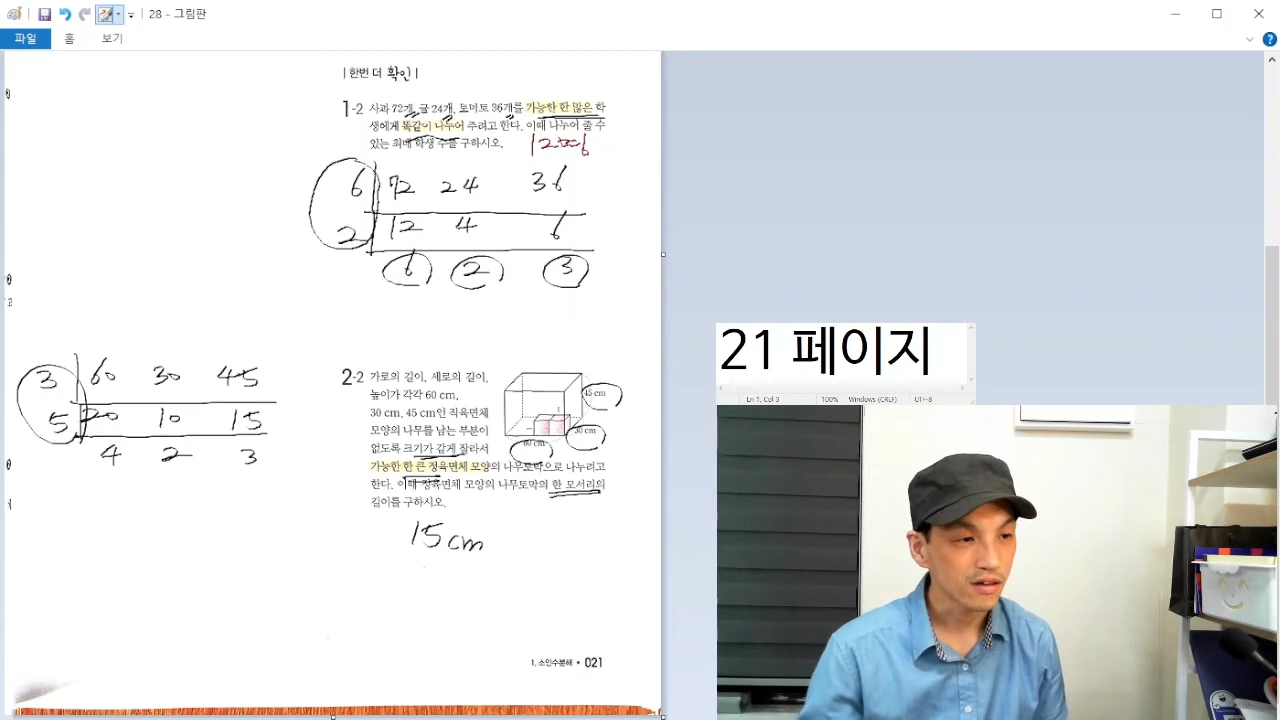 28 - 그림판
파일 홈 보기
| 한번 더 확인 |
1-2 사과 72개, 귤 24개, 토마토 36개를 가능한 한 많은 학
생에게 똑같이 나누어 주려고 한다. 이때 나누어 줄 수
있는 최대 학생 수를 구하시오.
6 72 24 36
2 12 4 6
6 2 3
2-2 가로의 길이, 세로의 길이,
높이가 각각 60 cm,
30 cm, 45 cm인 직육면체
모양의 나무를 남는 부분이
없도록 크기가 같게 잘라서
가능한 한 큰 정육면체 모양의 나무토막으로 나누려고
한다. 이때 정육면체 모양의 나무토막의 한 모서리의
길이를 구하시오.
45 cm
30 cm
60 cm
15 cm
3 60 30 45
5 20 10 15
4 2 3
1. 소인수분해 • 021
21 페이지
Ln 1, Col 3 100% Windows (CRLF) UTF-8